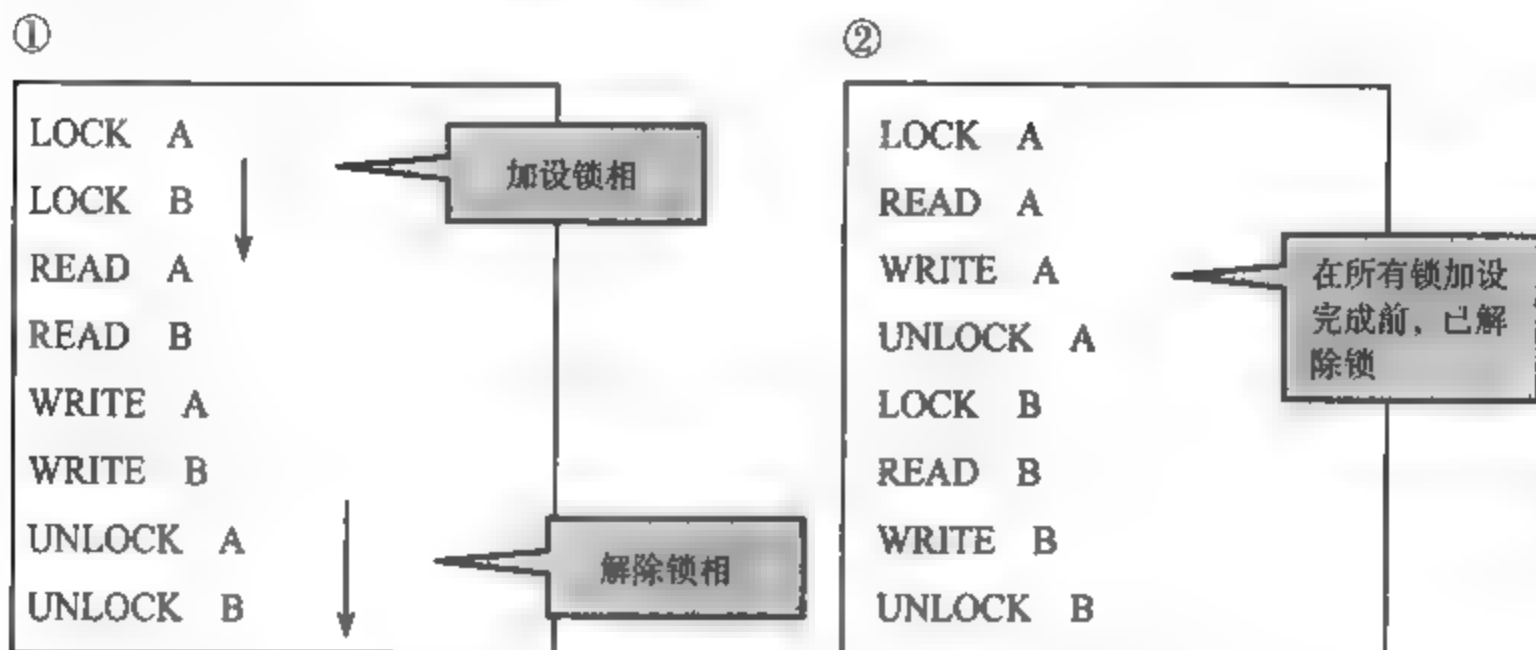 ①
LOCK A
LOCK B
READ A
READ B
WRITE A
WRITE B
UNLOCK A
UNLOCK B
加设锁相
解除锁相
②
LOCK A
READ A
WRITE A
UNLOCK A
LOCK B
READ B
WRITE B
UNLOCK B
在所有锁加设
完成前，已解
除锁